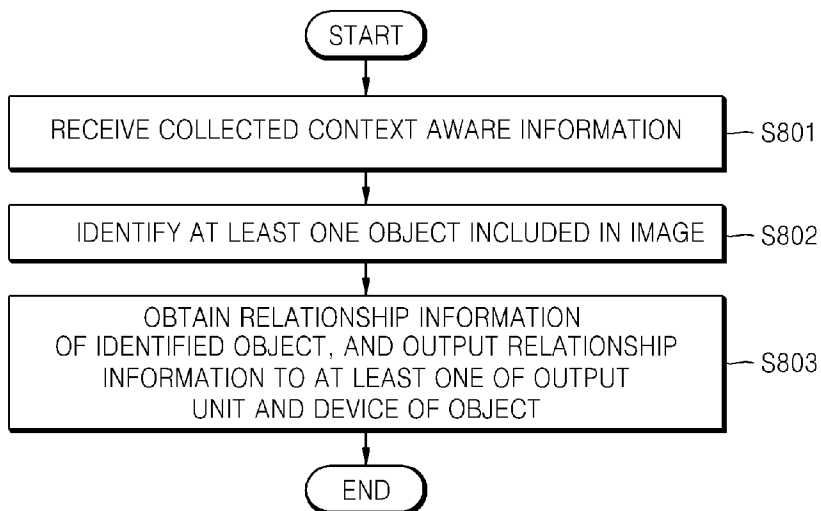 START
RECEIVE COLLECTED CONTEXT AWARE INFORMATION
S801
IDENTIFY AT LEAST ONE OBJECT INCLUDED IN IMAGE
S802
OBTAIN RELATIONSHIP INFORMATION
OF IDENTIFIED OBJECT, AND OUTPUT RELATIONSHIP
INFORMATION TO AT LEAST ONE OF OUTPUT
UNIT AND DEVICE OF OBJECT
S803
END